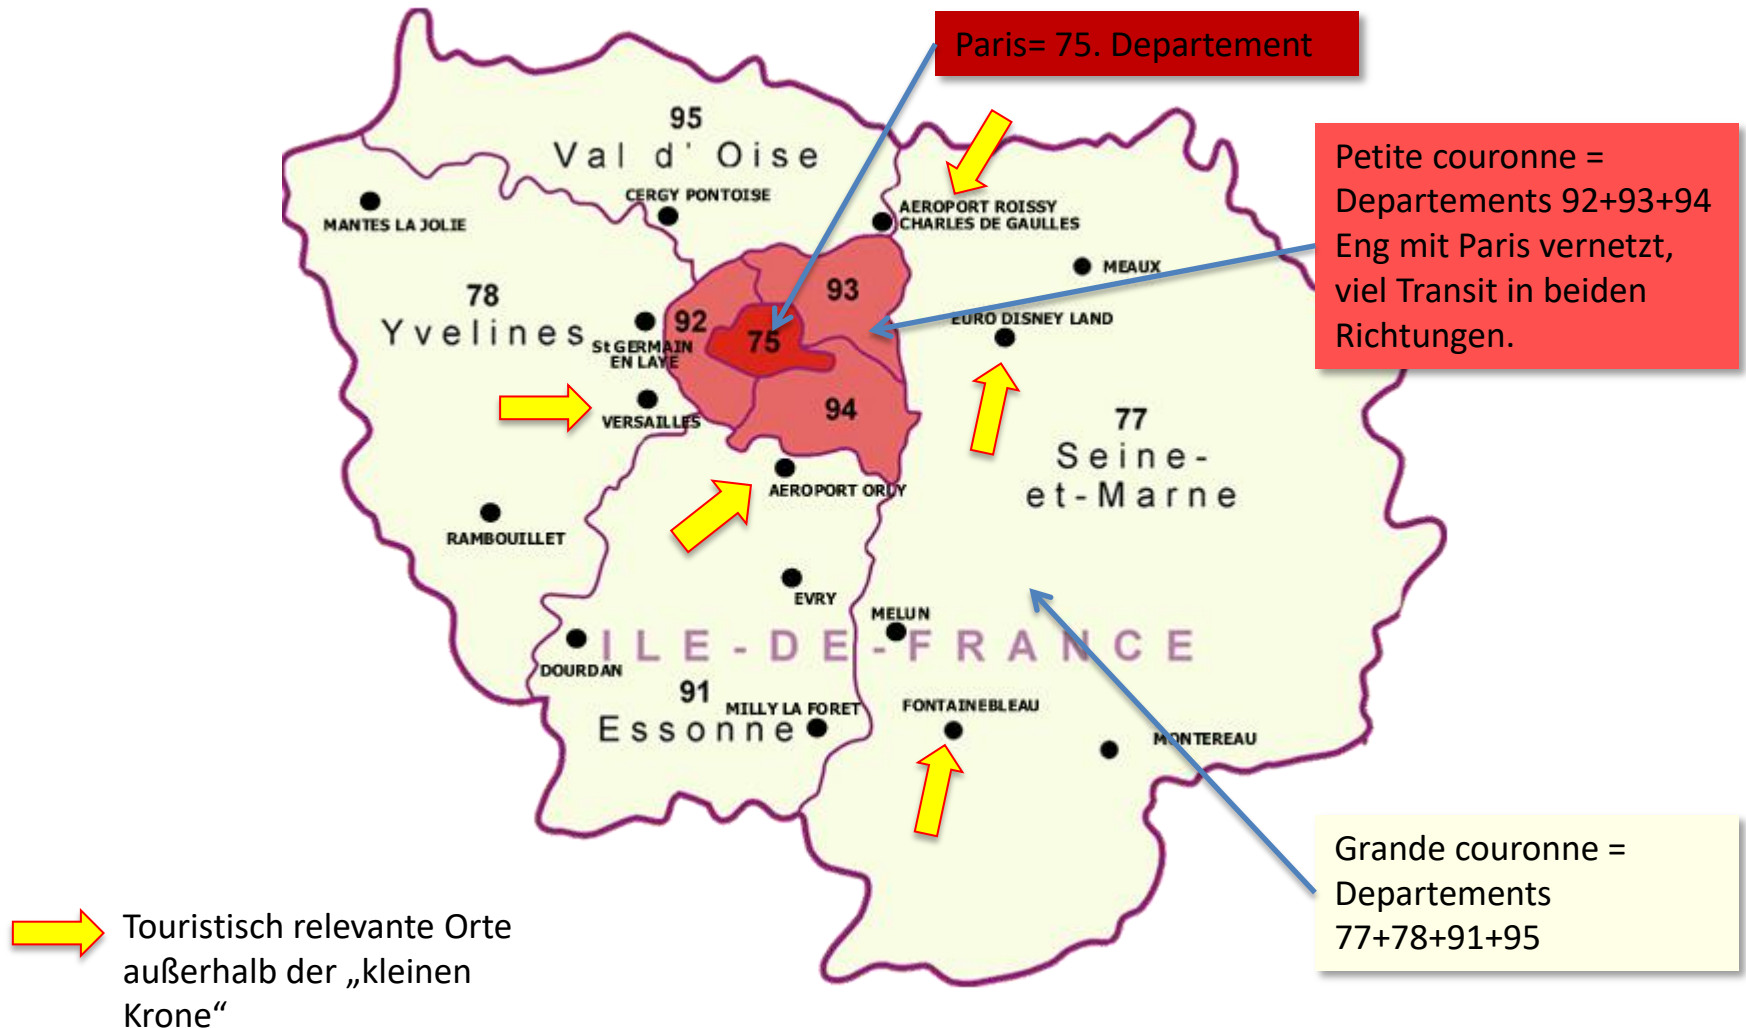 Paris= 75. Departement
95
Val d' Oise
CERGY PONTOISE
MANTES LA JOLIE
AEROPORT ROISSY
CHARLES DE GAULLES
Petite couronne =
Departements 92+93+94
Eng mit Paris vernetzt,
viel Transit in beiden
Richtungen.
MEAUX
78
Yvelines
93
92
75
St GERMAIN
EN LAYE
EURO DISNEY LAND
VERSAILLES
94
77
Seine-
et-Marne
AEROPORT ORLY
RAMBOUILLET
EVRY
MELUN
ILE-DE-FRANCE
DOURDAN
91
Essonne
MILLY LA FORET
FONTAINEBLEAU
MONTEREAU
Grande couronne =
Departements
77+78+91+95
Touristisch relevante Orte
außerhalb der „kleinen
Krone“